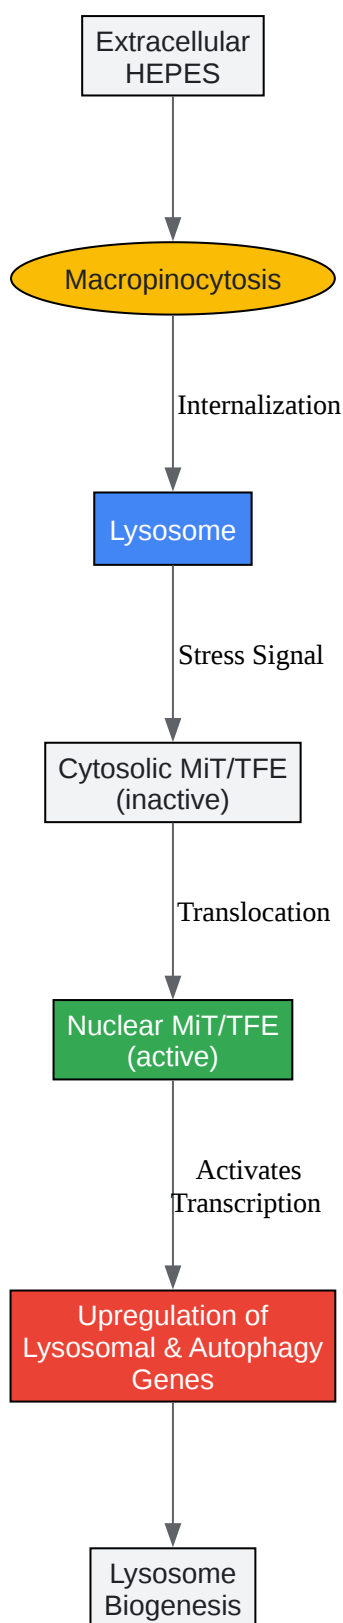 Extracellular
HEPES
Macropinocytosis
Internalization
Lysosome
Stress Signal
Cytosolic MiT/TFE
(inactive)
Translocation
Nuclear MiT/TFE
(active)
Activates
Transcription
Upregulation of
Lysosomal & Autophagy
Genes
Lysosome
Biogenesis